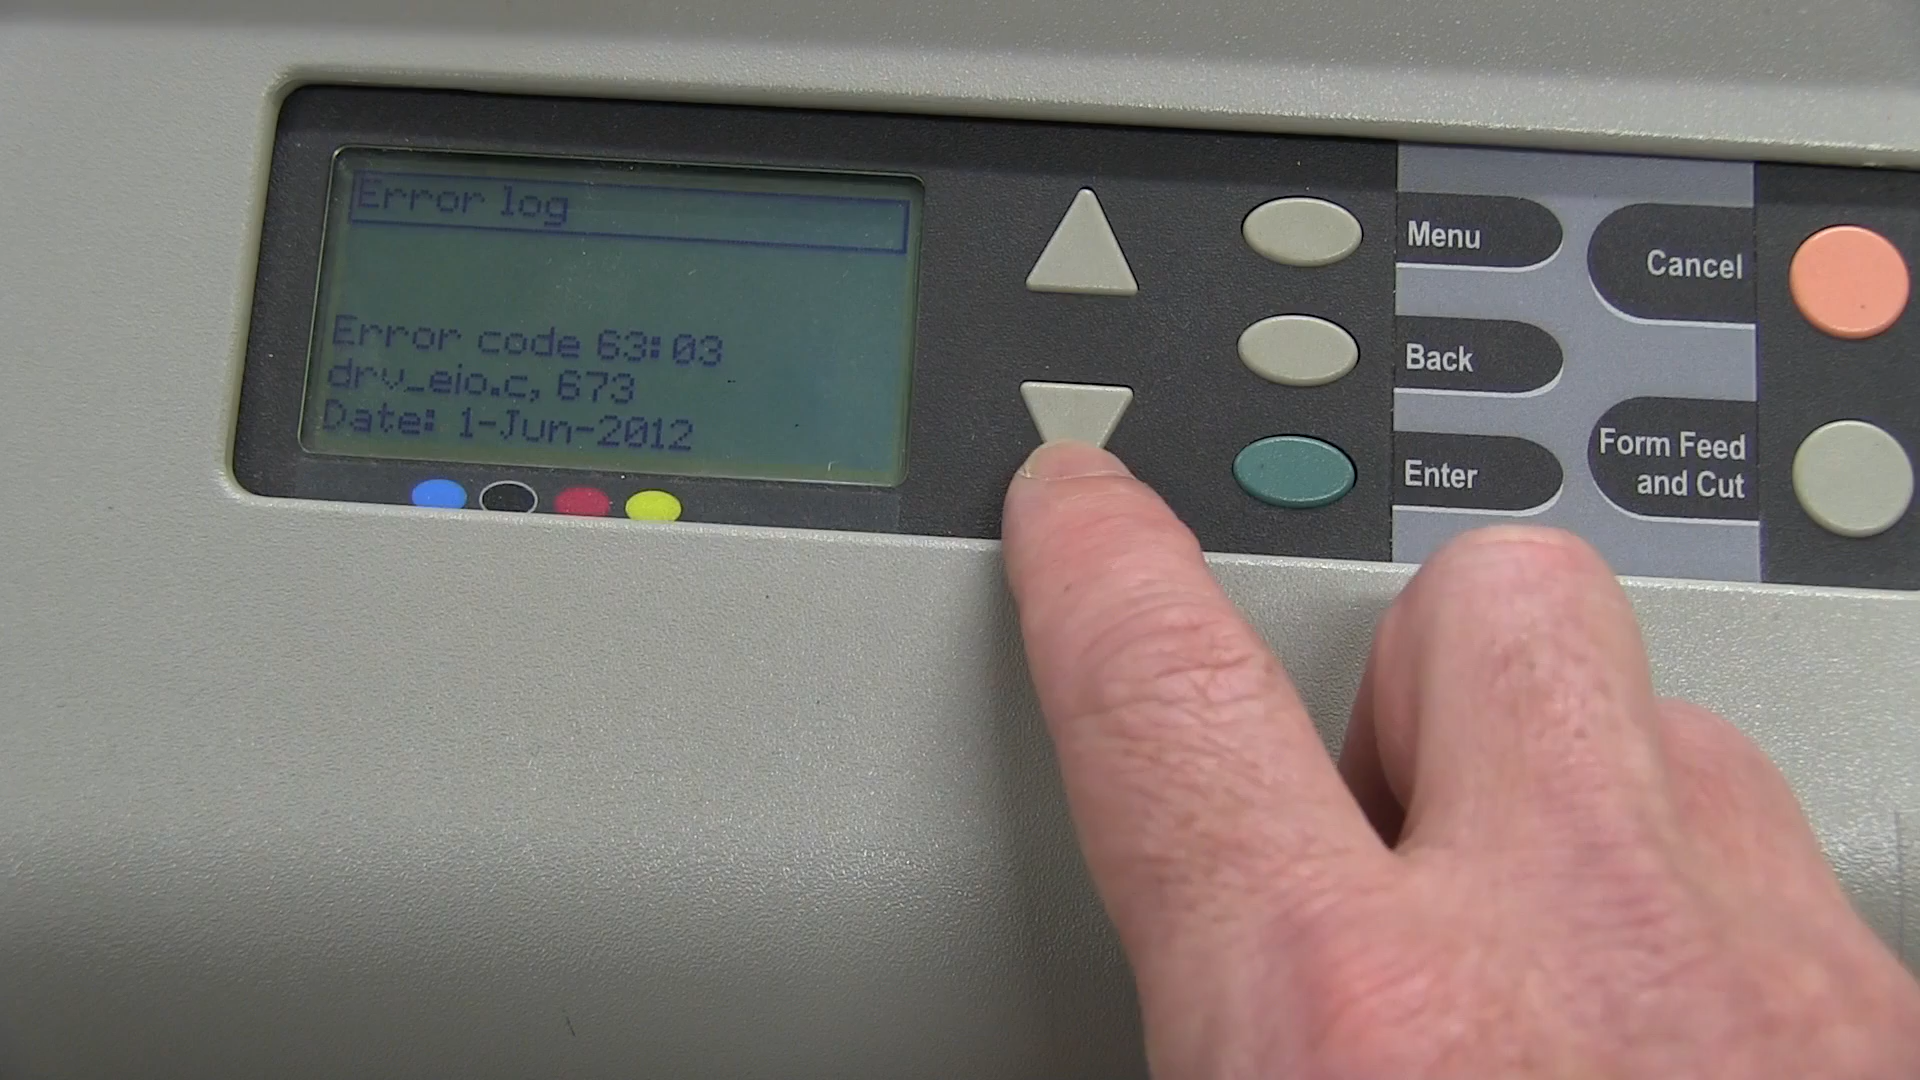 Error log
Error code 63:03
drv_eio.c, 673
Date: 1-Jun-2012
Menu
Back
Enter
Cancel
Form Feed
and Cut